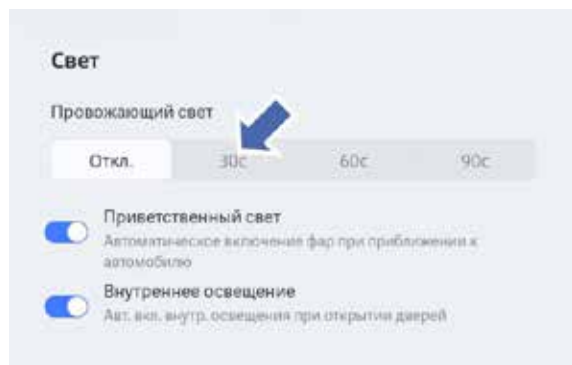 Свет
Провожающий свет
Откл. 30с 60с 90с
Приветственный свет
Автоматическое включение фар при приближении к
автомобилю
Внутреннее освещение
Авт. вкл. внутр. освещения при открытии дверей